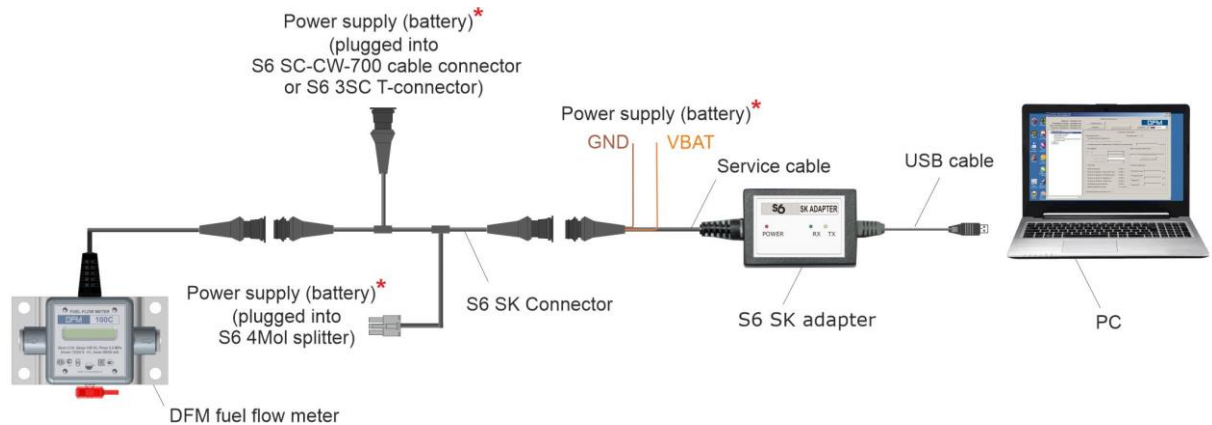 Power supply (battery)*
(plugged into
S6 SC-CW-700 cable connector
or S6 3SC T-connector)
Power supply (battery)*
GND
VBAT
Service cable
USB cable
S6 SK ADAPTER
POWER
RX TX
DFM
Power supply (battery)*
(plugged into
S6 4Mol splitter)
S6 SK Connector
S6 SK adapter
PC
FUEL FLOW METER
DFM 100C
DFM fuel flow meter